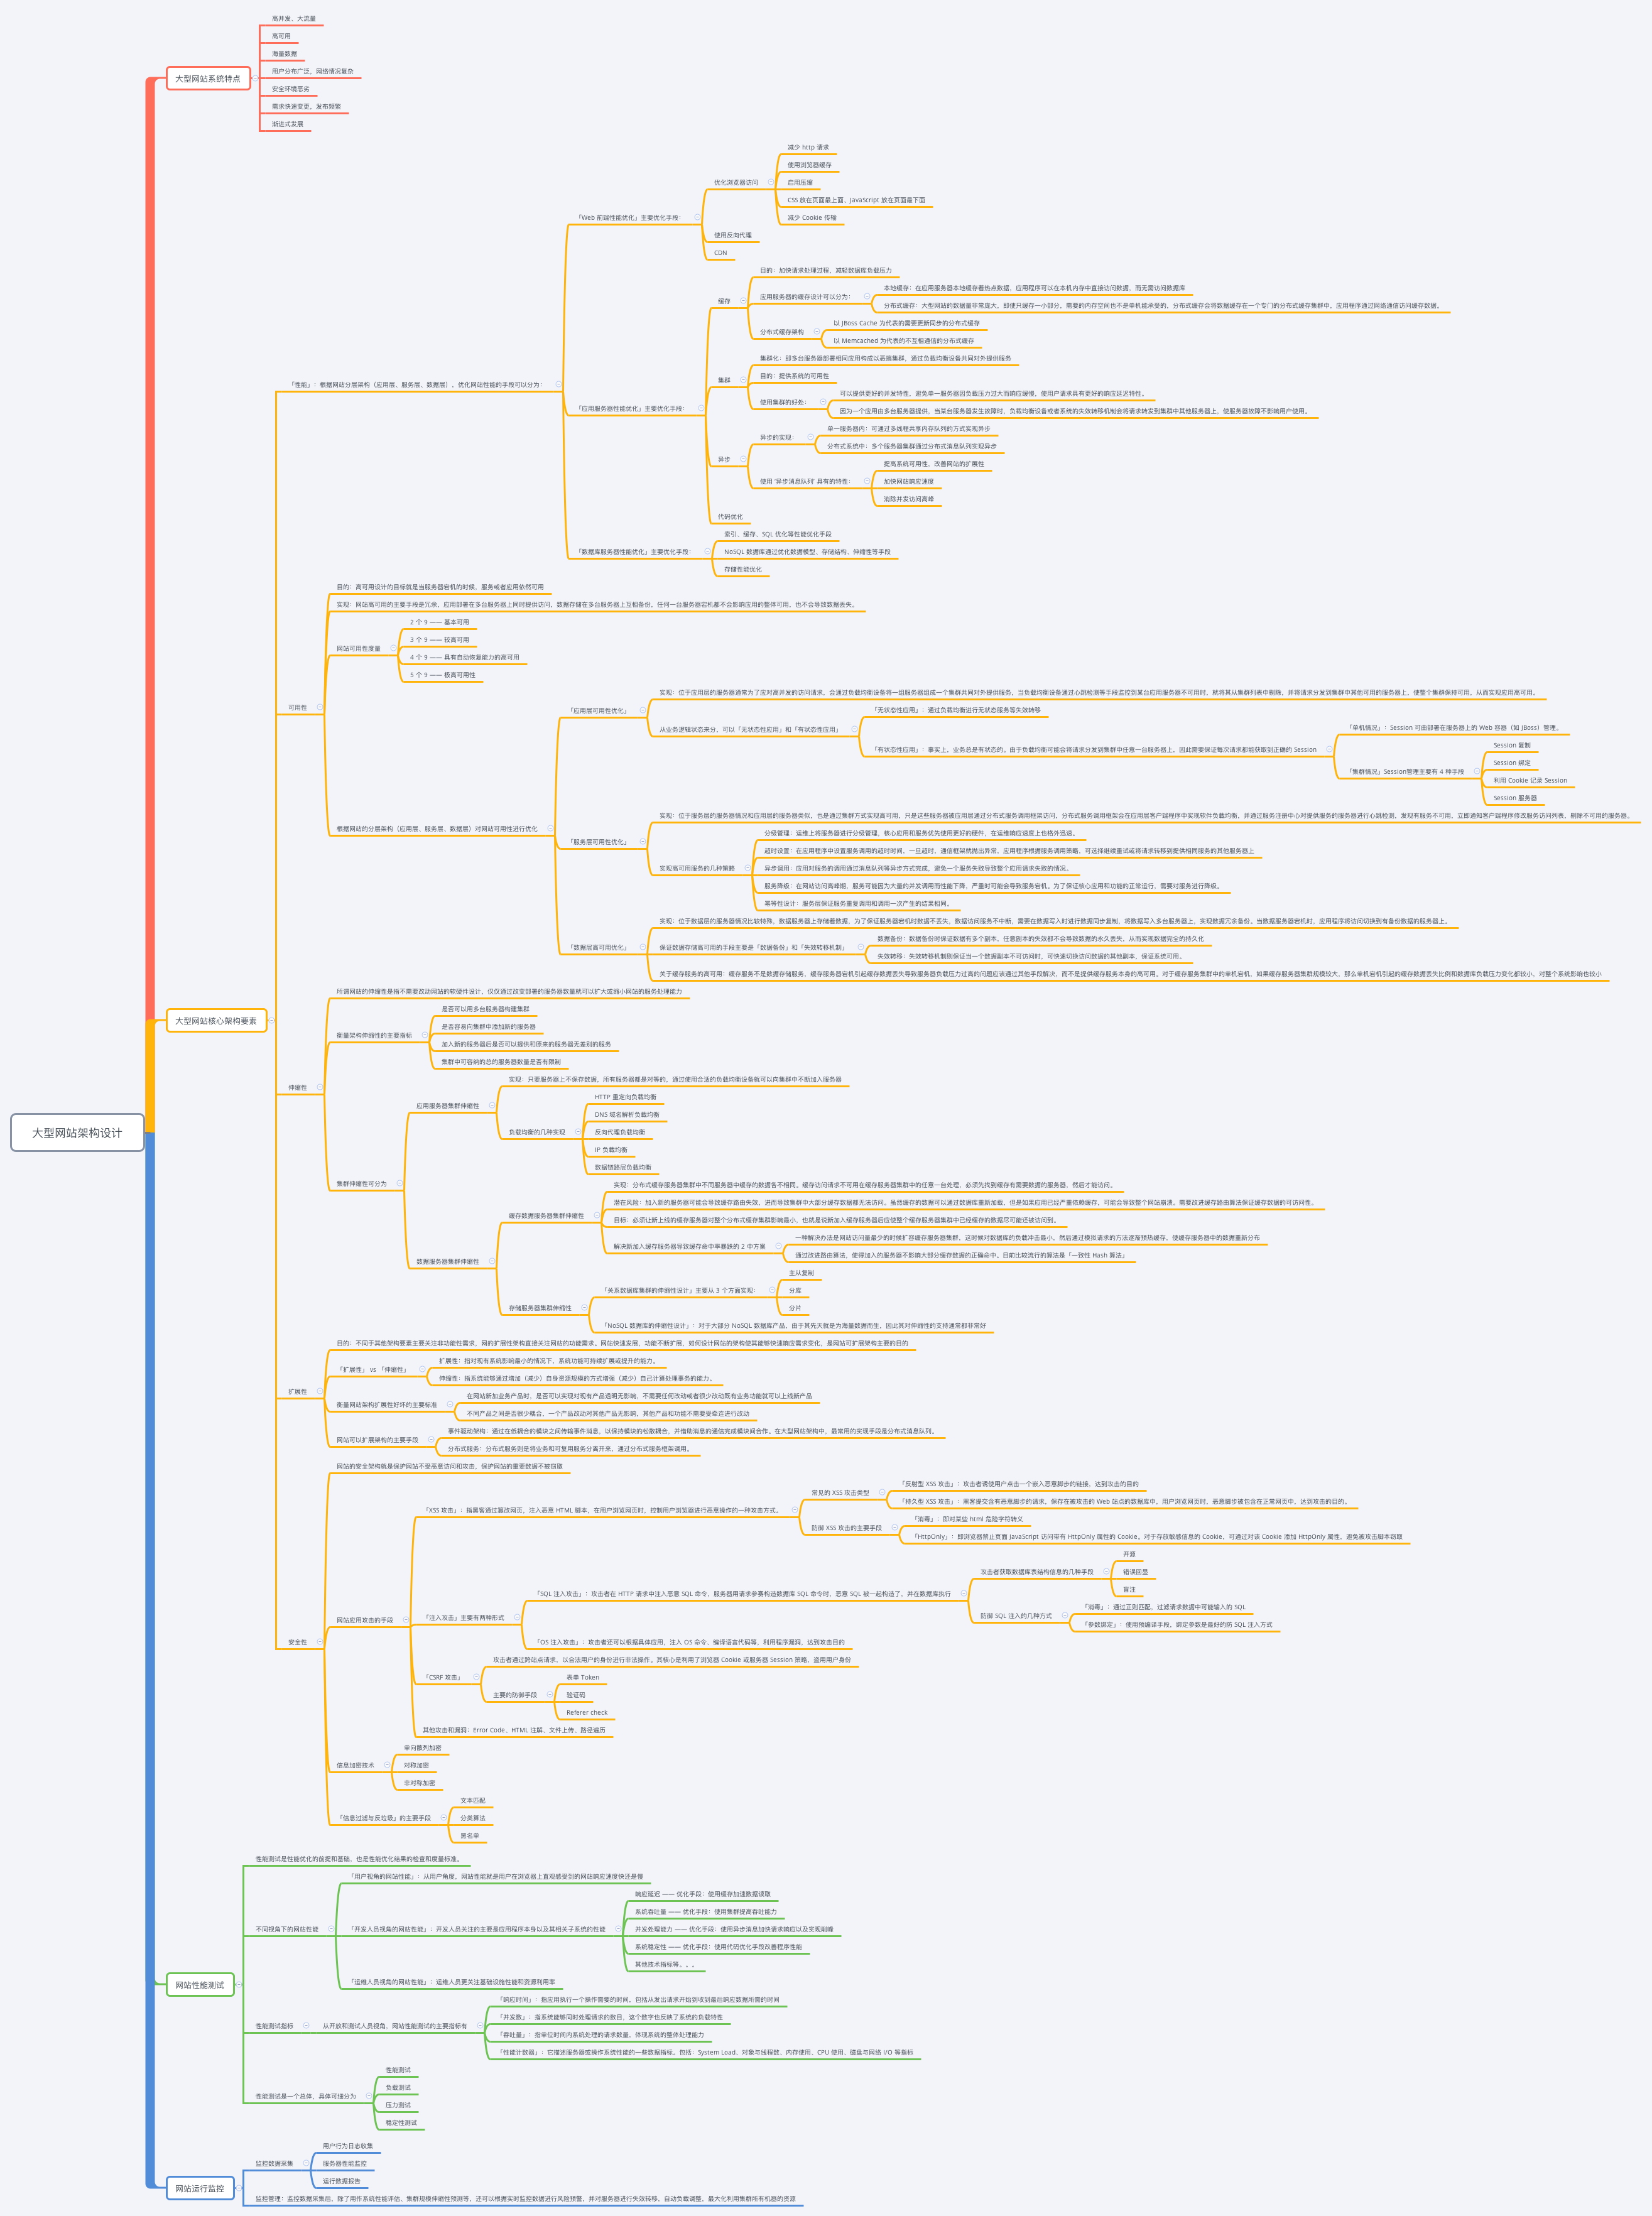 高并发、大流量
高可用
海量数据
用户分布广泛，网络情况复杂
大型网站系统特点
安全环境恶劣
需求快速变更，发布频繁
渐进式发展
减少 http 请求
使用浏览器缓存
优化浏览器访问
启用压缩
CSS 放在页面最上面，JavaScript 放在页面最下面
减少 Cookie 传输
「Web 前端性能优化」主要优化手段：
使用反向代理
CDN
目的：加快请求处理过程，减轻数据库负载压力
缓存
应用服务器的缓存设计可以分为：
本地缓存：在应用服务器本地缓存着热点数据，应用程序可以在本机内存中直接访问数据，而无需访问数据库
分布式缓存：大型网站的数据量非常庞大，即使只缓存一小部分，需要的内存空间也不是单机能承受的，分布式缓存会将数据缓存在一个专门的分布式缓存集群中，应用程序通过网络通信访问缓存数据。
分布式缓存架构
以 JBoss Cache 为代表的需要更新同步的分布式缓存
以 Memcached 为代表的不互相通信的分布式缓存
集群化：即多台服务器部署相同应用构成以恶搞集群，通过负载均衡设备共同对外提供服务
集群
目的：提供系统的可用性
使用集群的好处：
可以提供更好的并发特性，避免单一服务器因负载压力过大而响应缓慢，使用户请求具有更好的响应延迟特性。
因为一个应用由多台服务器提供，当某台服务器发生故障时，负载均衡设备或者系统的失效转移机制会将请求转发到集群中其他服务器上，使服务器故障不影响用户使用。
「性能」：根据网站分层架构（应用层、服务层、数据层），优化网站性能的手段可以分为：
「应用服务器性能优化」主要优化手段：
异步
异步的实现：
单一服务器内：可通过多线程共享内存队列的方式实现异步
分布式系统中：多个服务器集群通过分布式消息队列实现异步
使用 '异步消息队列' 具有的特性：
提高系统可用性，改善网站的扩展性
加快网站响应速度
消除并发访问高峰
代码优化
「数据库服务器性能优化」主要优化手段：
索引、缓存、SQL 优化等性能优化手段
NoSQL 数据库通过优化数据模型、存储结构、伸缩性等手段
存储性能优化
目的：高可用设计的目标就是当服务器宕机的时候，服务或者应用依然可用
实现：网站高可用的主要手段是冗余，应用部署在多台服务器上同时提供访问，数据存储在多台服务器上互相备份，任何一台服务器宕机都不会影响应用的整体可用，也不会导致数据丢失。
网站可用性度量
2 个 9 —— 基本可用
3 个 9 —— 较高可用
4 个 9 —— 具有自动恢复能力的高可用
5 个 9 —— 极高可用性
可用性
「应用层可用性优化」
实现：位于应用层的服务器通常为了应对高并发的访问请求，会通过负载均衡设备将一组服务器组成一个集群共同对外提供服务，当负载均衡设备通过心跳检测等手段监控到某台应用服务器不可用时，就将其从集群列表中剔除，并将请求分发到集群中其他可用的服务器上，使整个集群保持可用，从而实现应用高可用。
从业务逻辑状态来分，可以「无状态性应用」和「有状态性应用」
「无状态性应用」：通过负载均衡进行无状态服务等失效转移
「有状态性应用」：事实上，业务总是有状态的。由于负载均衡可能会将请求分发到集群中任意一台服务器上，因此需要保证每次请求都能获取到正确的 Session
「单机情况」：Session 可由部署在服务器上的 Web 容器（如 JBoss）管理。
「集群情况」Session管理主要有 4 种手段
Session 复制
Session 绑定
利用 Cookie 记录 Session
Session 服务器
根据网站的分层架构（应用层、服务层、数据层）对网站可用性进行优化
「服务层可用性优化」
实现：位于服务层的服务器情况和应用层的服务器类似，也是通过集群方式实现高可用，只是这些服务器被应用层通过分布式服务调用框架访问，分布式服务调用框架会在应用层客户端程序中实现软件负载均衡，并通过服务注册中心对提供服务的服务器进行心跳检测，发现有服务不可用，立即通知客户端程序修改服务访问列表，剔除不可用的服务器。
实现高可用服务的几种策略
分级管理：运维上将服务器进行分级管理，核心应用和服务优先使用更好的硬件，在运维响应速度上也格外迅速。
超时设置：在应用程序中设置服务调用的超时时间，一旦超时，通信框架就抛出异常，应用程序根据服务调用策略，可选择继续重试或将请求转移到提供相同服务的其他服务器上
异步调用：应用对服务的调用通过消息队列等异步方式完成，避免一个服务失败导致整个应用请求失败的情况。
服务降级：在网站访问高峰期，服务可能因为大量的并发调用而性能下降，严重时可能会导致服务宕机。为了保证核心应用和功能的正常运行，需要对服务进行降级。
幂等性设计：服务层保证服务重复调用和调用一次产生的结果相同。
「数据层高可用优化」
实现：位于数据层的服务器情况比较特殊，数据服务器上存储着数据，为了保证服务器宕机时数据不丢失，数据访问服务不中断，需要在数据写入时进行数据同步复制，将数据写入多台服务器上，实现数据冗余备份。当数据服务器宕机时，应用程序将访问切换到有备份数据的服务器上。
保证数据存储高可用的手段主要是「数据备份」和「失效转移机制」
数据备份：数据备份时保证数据有多个副本，任意副本的失效都不会导致数据的永久丢失，从而实现数据完全的持久化
失效转移：失效转移机制则保证当一个数据副本不可访问时，可快速切换访问数据的其他副本，保证系统可用。
关于缓存服务的高可用：缓存服务不是数据存储服务，缓存服务器宕机引起缓存数据丢失导致服务器负载压力过高的问题应该通过其他手段解决，而不是提供缓存服务本身的高可用。对于缓存服务集群中的单机宕机，如果缓存服务器集群规模较大，那么单机宕机引起的缓存数据丢失比例和数据库负载压力变化都较小，对整个系统影响也较小
大型网站核心架构要素
所谓网站的伸缩性是指不需要改动网站的软硬件设计，仅仅通过改变部署的服务器数量就可以扩大或缩小网站的服务处理能力
衡量架构伸缩性的主要指标
是否可以用多台服务器构建集群
是否容易向集群中添加新的服务器
加入新的服务器后是否可以提供和原来的服务器无差别的服务
集群中可容纳的总的服务器数量是否有限制
伸缩性
应用服务器集群伸缩性
实现：只要服务器上不保存数据，所有服务器都是对等的，通过使用合适的负载均衡设备就可以向集群中不断加入服务器
负载均衡的几种实现
HTTP 重定向负载均衡
DNS 域名解析负载均衡
反向代理负载均衡
IP 负载均衡
数据链路层负载均衡
大型网站架构设计
集群伸缩性可分为
缓存数据服务器集群伸缩性
实现：分布式缓存服务器集群中不同服务器中缓存的数据各不相同。缓存访问请求不可用在缓存服务器集群中的任意一台处理，必须先找到缓存有需要数据的服务器，然后才能访问。
潜在风险：加入新的服务器可能会导致缓存路由失效，进而导致集群中大部分缓存数据都无法访问。虽然缓存的数据可以通过数据库重新加载，但是如果应用已经严重依赖缓存，可能会导致整个网站崩溃。需要改进缓存路由算法保证缓存数据的可访问性。
目标：必须让新上线的缓存服务器对整个分布式缓存集群影响最小，也就是说新加入缓存服务器后应使整个缓存服务器集群中已经缓存的数据尽可能还被访问到。
解决新加入缓存服务器导致缓存命中率暴跌的 2 中方案
一种解决办法是网站访问量最少的时候扩容缓存服务器集群，这时候对数据库的负载冲击最小，然后通过模拟请求的方法逐渐预热缓存，使缓存服务器中的数据重新分布
通过改进路由算法，使得加入的服务器不影响大部分缓存数据的正确命中。目前比较流行的算法是「一致性 Hash 算法」
数据服务器集群伸缩性
存储服务器集群伸缩性
「关系数据库集群的伸缩性设计」主要从 3 个方面实现：
主从复制
分库
分片
「NoSQL 数据库的伸缩性设计」：对于大部分 NoSQL 数据库产品，由于其先天就是为海量数据而生，因此其对伸缩性的支持通常都非常好
目的：不同于其他架构要素主要关注非功能性需求，网的扩展性架构直接关注网站的功能需求。网站快速发展，功能不断扩展，如何设计网站的架构使其能够快速响应需求变化，是网站可扩展架构主要的目的
「扩展性」 vs 「伸缩性」
扩展性：指对现有系统影响最小的情况下，系统功能可持续扩展或提升的能力。
伸缩性：指系统能够通过增加（减少）自身资源规模的方式增强（减少）自己计算处理事务的能力。
扩展性
衡量网站架构扩展性好坏的主要标准
在网站新加业务产品时，是否可以实现对现有产品透明无影响，不需要任何改动或者很少改动既有业务功能就可以上线新产品
不同产品之间是否很少耦合，一个产品改动对其他产品无影响，其他产品和功能不需要受牵连进行改动
网站可以扩展架构的主要手段
事件驱动架构：通过在低耦合的模块之间传输事件消息，以保持模块的松散耦合，并借助消息的通信完成模块间合作。在大型网站架构中，最常用的实现手段是分布式消息队列。
分布式服务：分布式服务则是将业务和可复用服务分离开来，通过分布式服务框架调用。
网站的安全架构就是保护网站不受恶意访问和攻击，保护网站的重要数据不被窃取
「XSS 攻击」：指黑客通过篡改网页，注入恶意 HTML 脚本，在用户浏览网页时，控制用户浏览器进行恶意操作的一种攻击方式。
常见的 XSS 攻击类型
「反射型 XSS 攻击」：攻击者诱使用户点击一个嵌入恶意脚步的链接，达到攻击的目的
「持久型 XSS 攻击」：黑客提交含有恶意脚步的请求，保存在被攻击的 Web 站点的数据库中，用户浏览网页时，恶意脚步被包含在正常网页中，达到攻击的目的。
防御 XSS 攻击的主要手段
「消毒」：即对某些 html 危险字符转义
「HttpOnly」：即浏览器禁止页面 JavaScript 访问带有 HttpOnly 属性的 Cookie。对于存放敏感信息的 Cookie，可通过对该 Cookie 添加 HttpOnly 属性，避免被攻击脚本窃取
网站应用攻击的手段
「注入攻击」主要有两种形式
「SQL 注入攻击」：攻击者在 HTTP 请求中注入恶意 SQL 命令，服务器用请求参赛构造数据库 SQL 命令时，恶意 SQL 被一起构造了，并在数据库执行
攻击者获取数据库表结构信息的几种手段
开源
错误回显
盲注
防御 SQL 注入的几种方式
「消毒」：通过正则匹配，过滤请求数据中可能输入的 SQL
「参数绑定」：使用预编译手段，绑定参数是最好的防 SQL 注入方式
「OS 注入攻击」：攻击者还可以根据具体应用，注入 OS 命令，编译语言代码等，利用程序漏洞，达到攻击目的
安全性
「CSRF 攻击」
攻击者通过跨站点请求，以合法用户的身份进行非法操作。其核心是利用了浏览器 Cookie 或服务器 Session 策略，盗用用户身份
主要的防御手段
表单 Token
验证码
Referer check
其他攻击和漏洞：Error Code、HTML 注解、文件上传、路径遍历
信息加密技术
单向散列加密
对称加密
非对称加密
「信息过滤与反垃圾」的主要手段
文本匹配
分类算法
黑名单
性能测试是性能优化的前提和基础，也是性能优化结果的检查和度量标准。
「用户视角的网站性能」：从用户角度，网站性能就是用户在浏览器上直观感受到的网站响应速度快还是慢
不同视角下的网站性能
「开发人员视角的网站性能」：开发人员关注的主要是应用程序本身以及其相关子系统的性能
响应延迟 —— 优化手段：使用缓存加速数据读取
系统吞吐量 —— 优化手段：使用集群提高吞吐能力
并发处理能力 —— 优化手段：使用异步消息加快请求响应以及实现削峰
系统稳定性 —— 优化手段：使用代码优化手段改善程序性能
其他技术指标等。。。
「运维人员视角的网站性能」：运维人员更关注基础设施性能和资源利用率
网站性能测试
性能测试指标
从开放和测试人员视角，网站性能测试的主要指标有
「响应时间」：指应用执行一个操作需要的时间，包括从发出请求开始到收到最后响应数据所需的时间
「并发数」：指系统能够同时处理请求的数目，这个数字也反映了系统的负载特性
「吞吐量」：指单位时间内系统处理的请求数量，体现系统的整体处理能力
「性能计数器」：它描述服务器或操作系统性能的一些数据指标。包括：System Load、对象与线程数、内存使用、CPU 使用、磁盘与网络 I/O 等指标
性能测试是一个总体，具体可细分为
性能测试
负载测试
压力测试
稳定性测试
监控数据采集
用户行为日志收集
服务器性能监控
运行数据报告
网站运行监控
监控管理：监控数据采集后，除了用作系统性能评估、集群规模伸缩性预测等，还可以根据实时监控数据进行风险预警，并对服务器进行失效转移，自动负载调整，最大化利用集群所有机器的资源